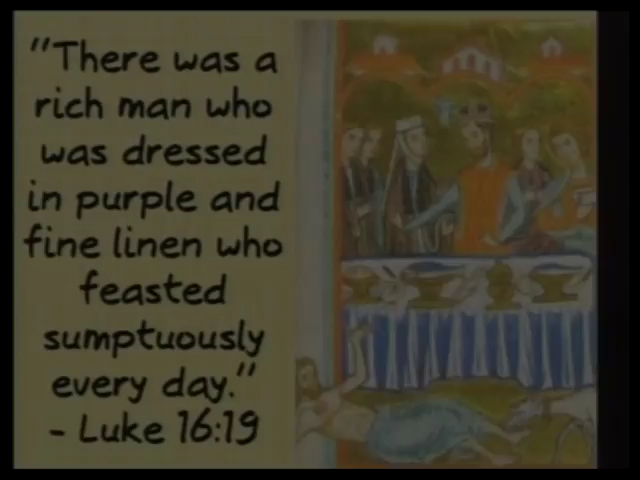 "There was a
rich man who
was dressed
in purple and
fine linen who
feasted
sumptuously
every day."
- Luke 16:19